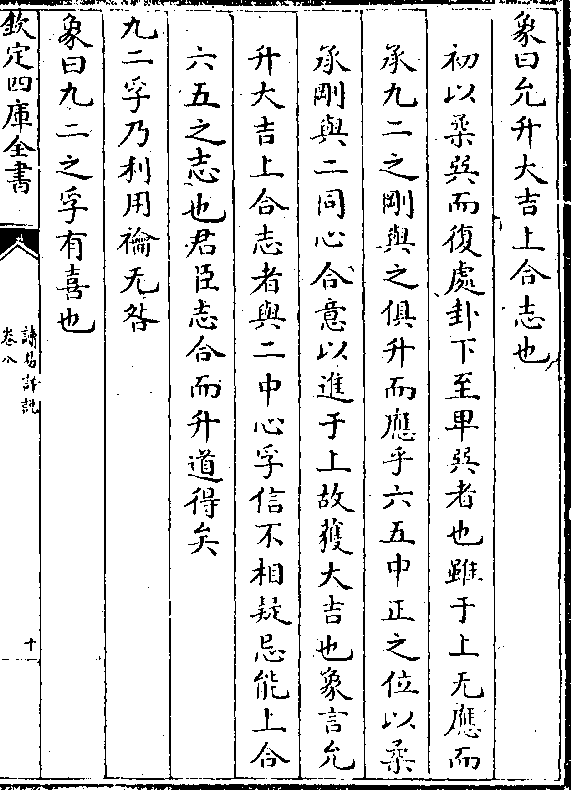 象曰允升大吉上合志也
初以柔巽而復處卦下至卑巽者也雖于上无應而
承九二之剛與之俱升而應乎六五中正之位以柔
承剛與二同心合意以進于上故獲大吉也象言允
升大吉上合志者與二中心孚信不相疑忌能上合
六五之志也君臣志合而升道得矣
九二孚乃利用禴无咎
象曰九二之孚有喜也
欽定四庫全書
讀易詳說
卷八
十